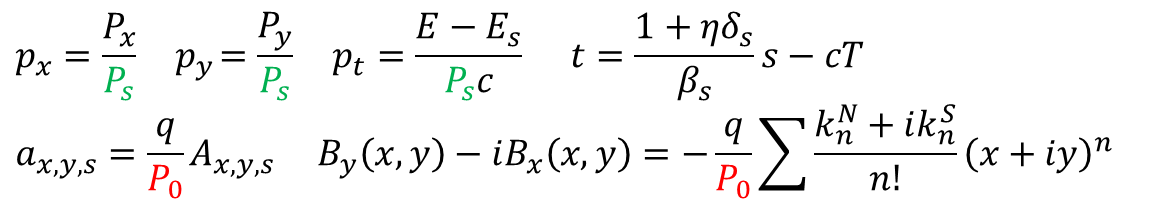 p_x = P_x/P_s p_y = P_y/P_s p_t = (E − E_s)/(P_s c) t = ((1 + ηδ_s)/β_s) s − cT
a_{x,y,s} = (q/P_0) A_{x,y,s} B_y(x, y) − iB_x(x, y) = −(q/P_0) ∑ ((k_n^N + ik_n^S)/n!) (x + iy)^n